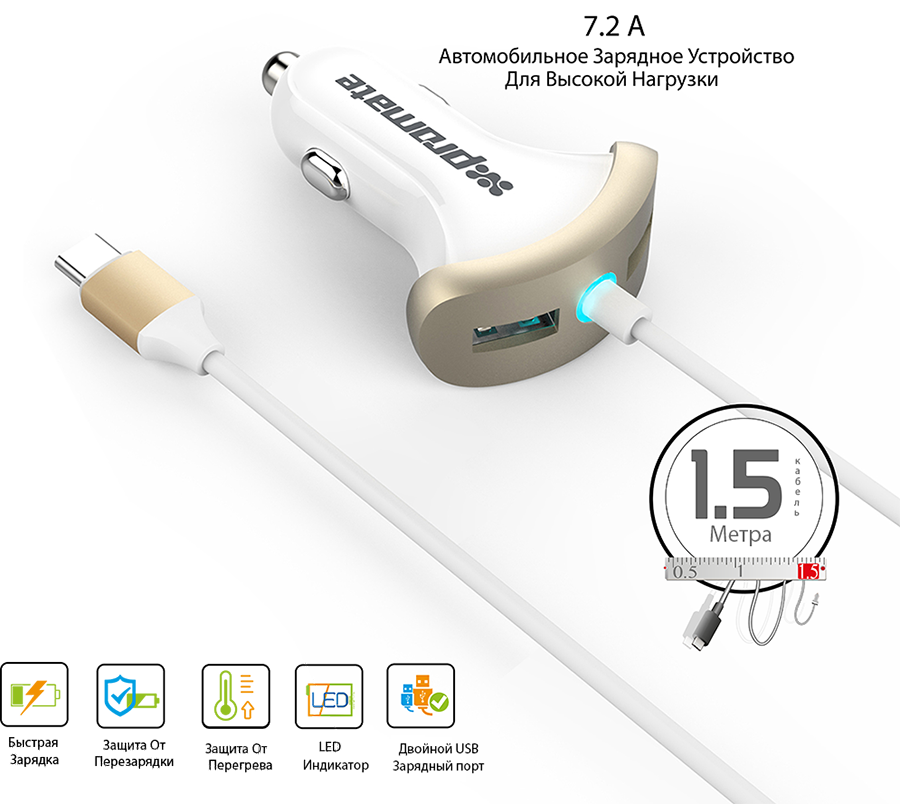 7.2 A
Автомобильное Зарядное Устройство
Для Высокой Нагрузки
promate
1.5
кабель
Метра
0.5 1 1.5
Быстрая
Зарядка
Защита От
Перезарядки
Защита От
Перегрева
LED
LED
Индикатор
Двойной USB
Зарядный порт